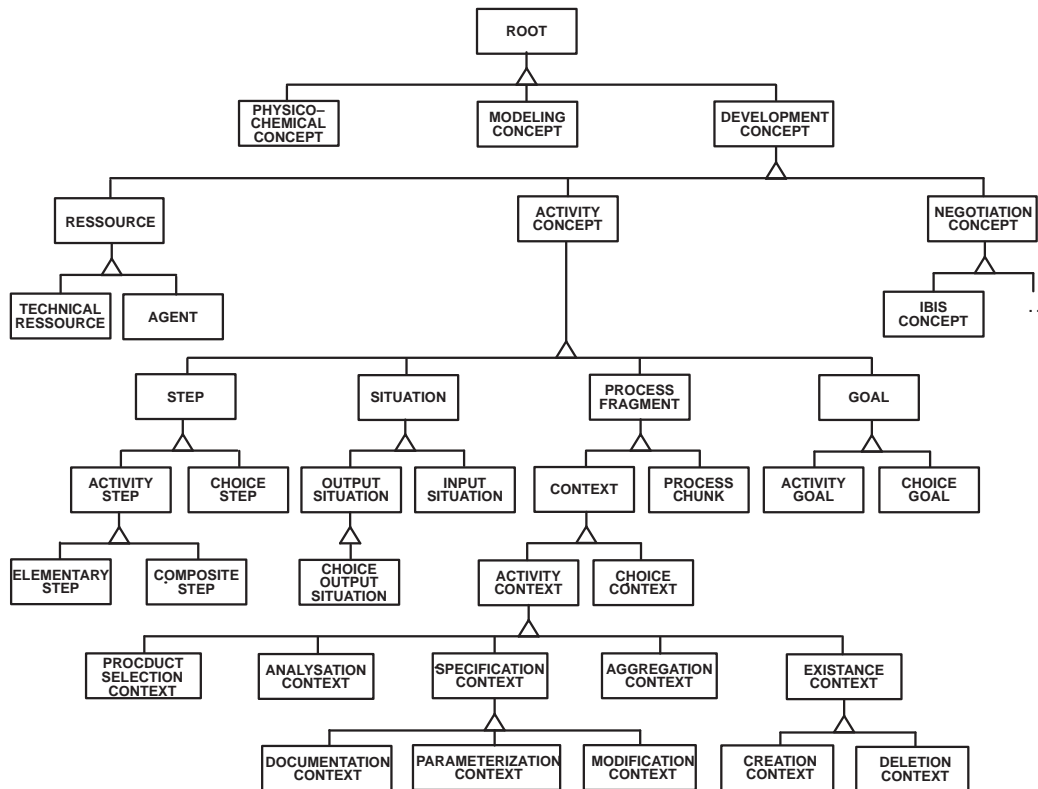 ROOT
PHYSICO–
CHEMICAL
CONCEPT
MODELING
CONCEPT
DEVELOPMENT
CONCEPT
RESSOURCE
ACTIVITY
CONCEPT
NEGOTIATION
CONCEPT
TECHNICAL
RESSOURCE
AGENT
IBIS
CONCEPT
..
STEP
SITUATION
PROCESS
FRAGMENT
GOAL
ACTIVITY
STEP
CHOICE
STEP
OUTPUT
SITUATION
INPUT
SITUATION
CONTEXT
PROCESS
CHUNK
ACTIVITY
GOAL
CHOICE
GOAL
ELEMENTARY
STEP
COMPOSITE
STEP
CHOICE
OUTPUT
SITUATION
ACTIVITY
CONTEXT
CHOICE
CONTEXT
PROCDUCT
SELECTION
CONTEXT
ANALYSATION
CONTEXT
SPECIFICATION
CONTEXT
AGGREGATION
CONTEXT
EXISTANCE
CONTEXT
DOCUMENTATION
CONTEXT
PARAMETERIZATION
CONTEXT
MODIFICATION
CONTEXT
CREATION
CONTEXT
DELETION
CONTEXT